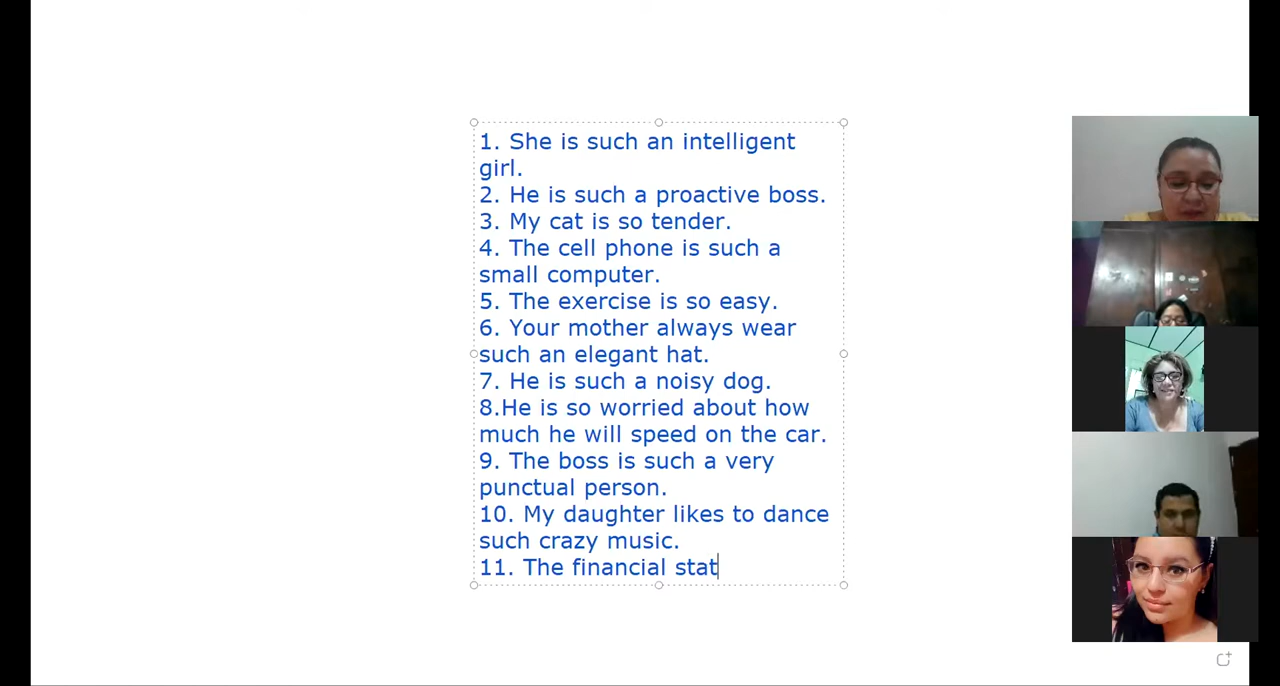 1. She is such an intelligent
girl.
2. He is such a proactive boss.
3. My cat is so tender.
4. The cell phone is such a
small computer.
5. The exercise is so easy.
6. Your mother always wear
such an elegant hat.
7. He is such a noisy dog.
8.He is so worried about how
much he will speed on the car.
9. The boss is such a very
punctual person.
10. My daughter likes to dance
such crazy music.
11. The financial stat